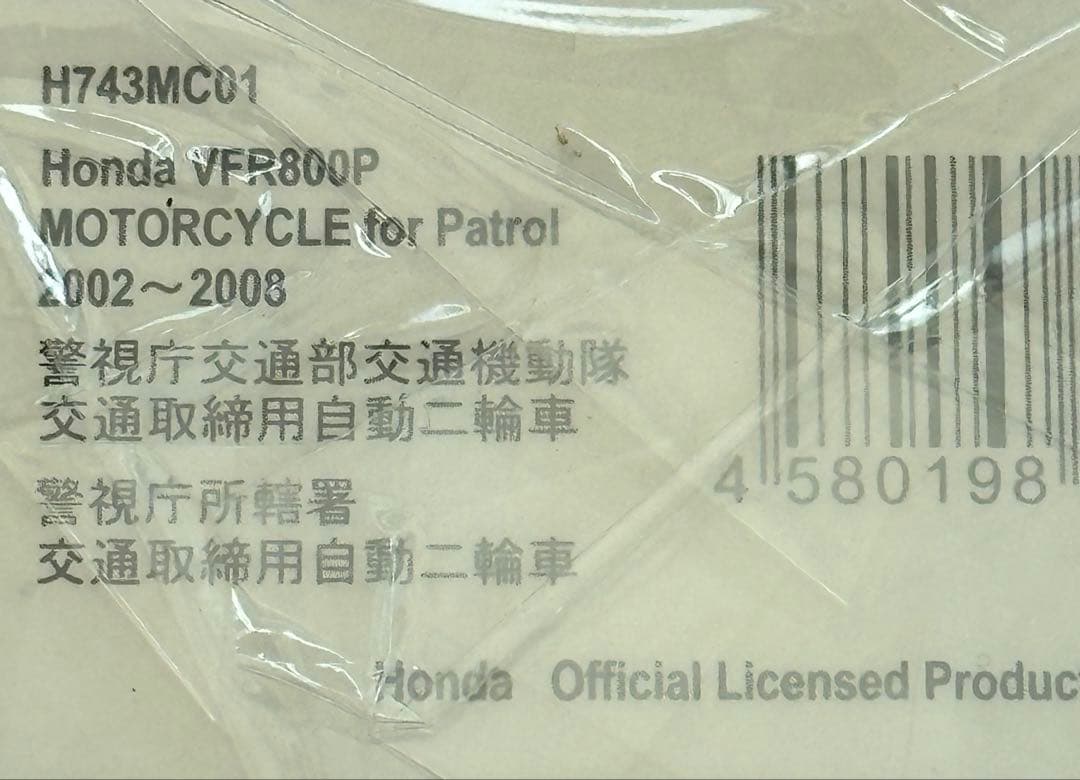 H743MC01
Honda VFR800P
MOTORCYCLE for Patrol
2002～2008
警視庁交通部交通機動隊
交通取締用自動二輪車
警視庁所轄署
交通取締用自動二輪車
4 580198
Honda Official Licensed Product